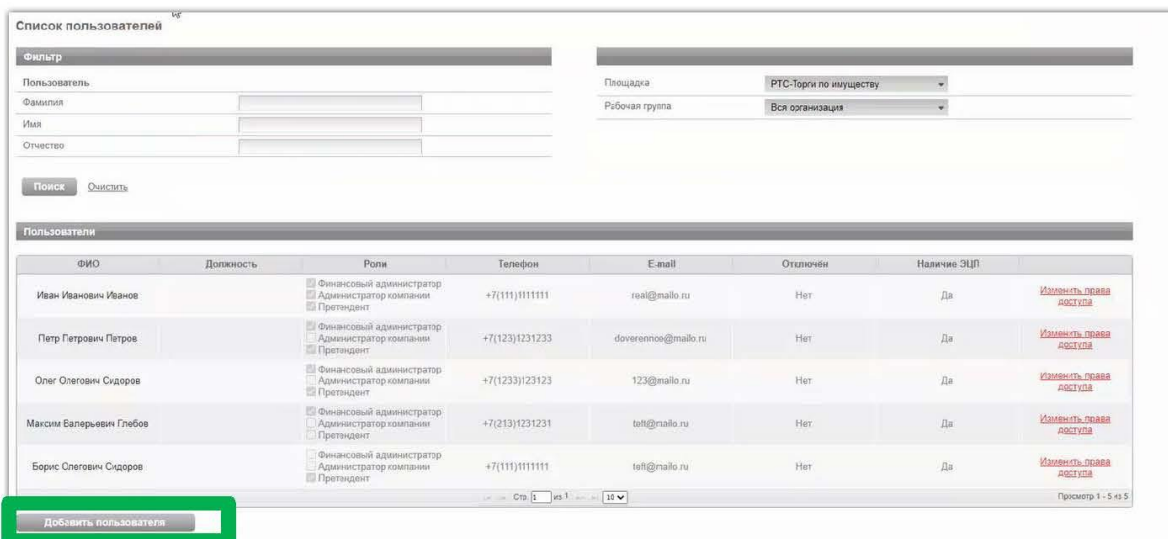 Список пользователей
Фильтр
Пользователь
Фамилия
Имя
Отчество
Площадка РТС-Торги по имуществу
Рабочая группа Вся организация
Поиск Очистить
Пользователи
ФИО Должность Роли Телефон E-mail Отключён Наличие ЭЦП
Иван Иванович Иванов Финансовый администратор +7(111)1111111 real@mailo.ru Нет Да Изменить права
Администратор компании доступа
Претендент
Петр Петрович Петров Финансовый администратор +7(123)1231233 doverennoe@mailo.ru Нет Да Изменить права
Администратор компании доступа
Претендент
Олег Олегович Сидоров Финансовый администратор +7(1233)123123 123@mailo.ru Нет Да Изменить права
Администратор компании доступа
Претендент
Максим Валерьевич Глебов Финансовый администратор +7(213)1231231 Нет Да Изменить права
Администратор компании доступа
Претендент
Борис Олегович Сидоров Финансовый администратор +7(111)1111111 Нет Да Изменить права
Администратор компании доступа
Претендент
Стр. 1 из 1 10 Просмотр 1 - 5 из 5
Добавить пользователя